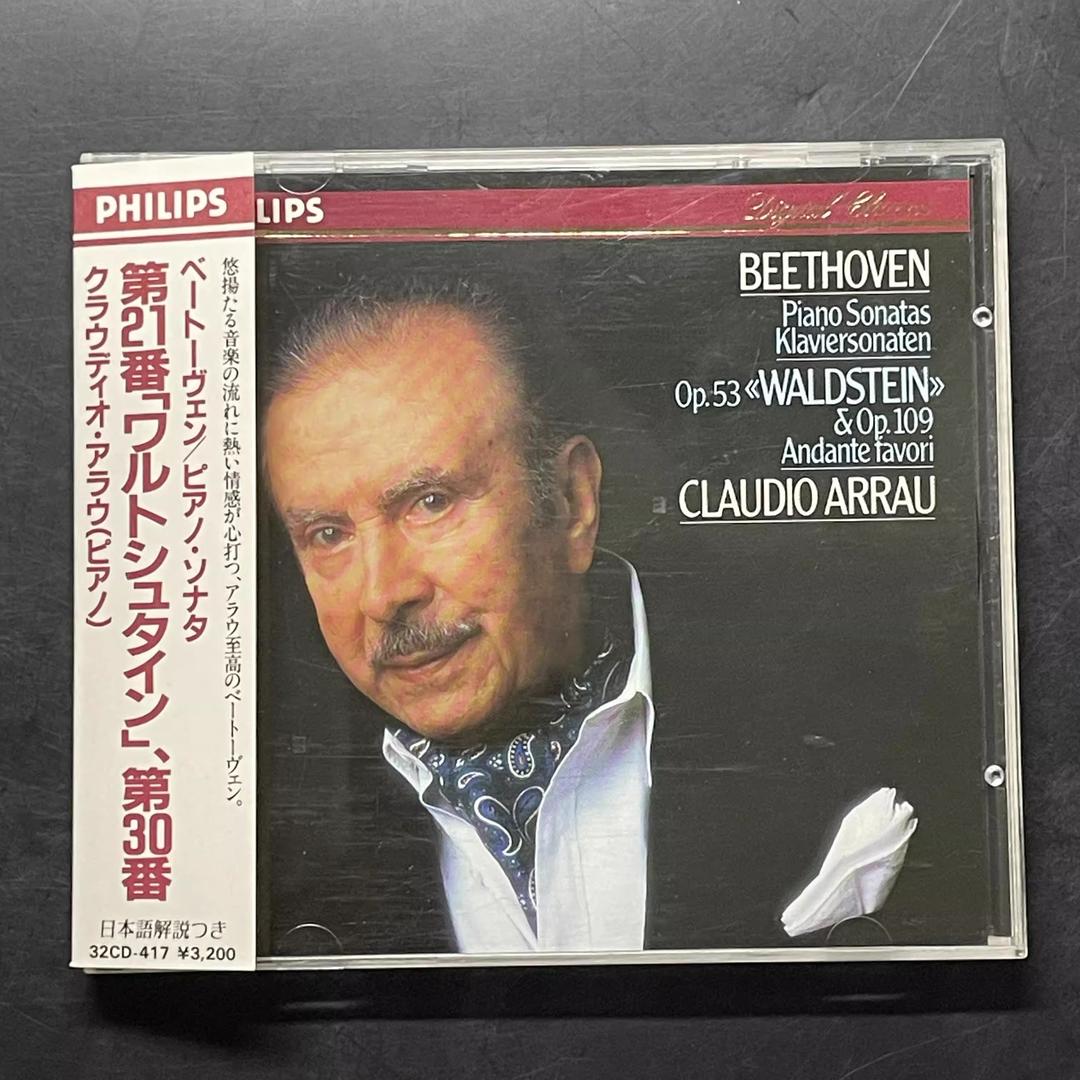 PHILIPS
悠揚たる音楽の流れに熱い情感が心打つ、アラウ至高のベートーヴェン。
ベートーヴェン/ピアノ・ソナタ
第21番「ワルトシュタイン」、第30番
クラウディオ・アラウ(ピアノ)
日本語解説つき
32CD-417 ¥3,200
LIPS
Digital Classics
BEETHOVEN
Piano Sonatas
Klaviersonaten
Op.53 «WALDSTEIN»
& Op.109
Andante favori
CLAUDIO ARRAU